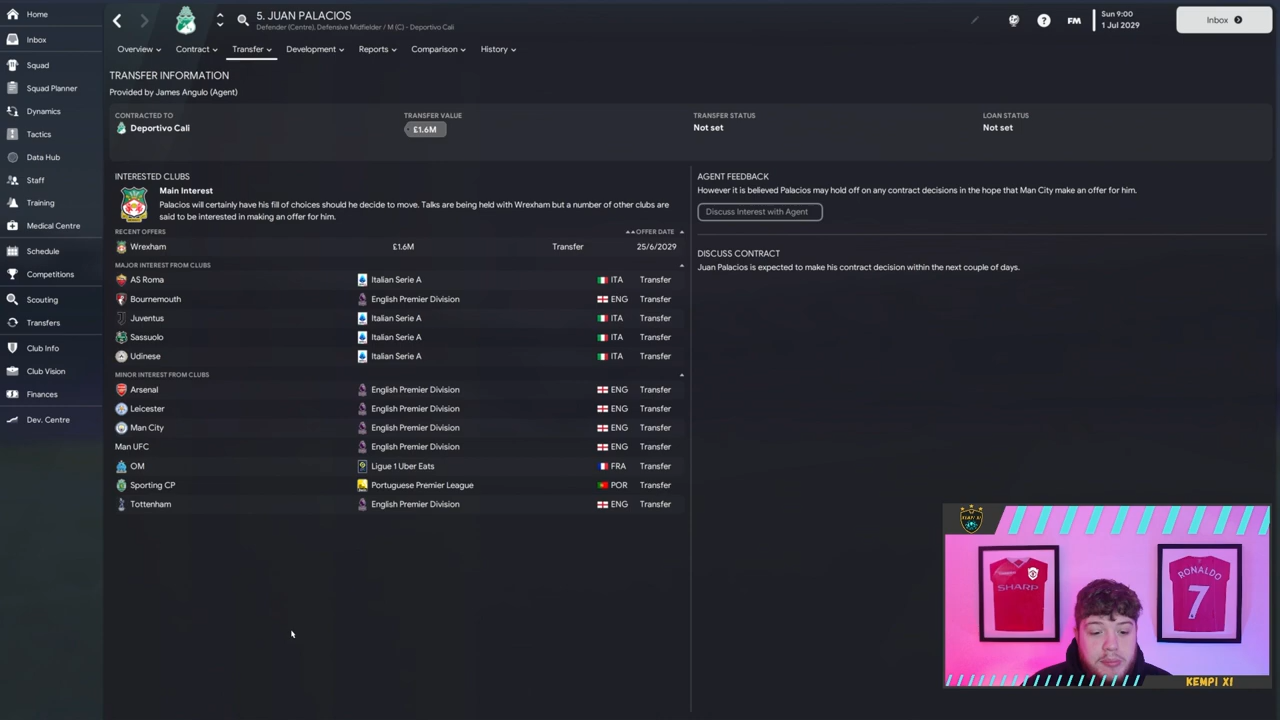 Home
Inbox
Squad
Squad Planner
Dynamics
Tactics
Data Hub
Staff
Training
Medical Centre
Schedule
Competitions
Scouting
Transfers
Club Info
Club Vision
Finances
Dev. Centre
5. JUAN PALACIOS
Defender (Centre), Defensive Midfielder / M (C) - Deportivo Cali
FM
Sun 9:00
1 Jul 2029
Inbox
Overview
Contract
Transfer
Development
Reports
Comparison
History
TRANSFER INFORMATION
Provided by James Angulo (Agent)
CONTRACTED TO
Deportivo Cali
TRANSFER VALUE
£1.6M
TRANSFER STATUS
Not set
LOAN STATUS
Not set
INTERESTED CLUBS
Main Interest
Palacios will certainly have his fill of choices should he decide to move. Talks are being held with Wrexham but a number of other clubs are
said to be interested in making an offer for him.
RECENT OFFERS OFFER DATE
Wrexham £1.6M Transfer 25/6/2029
MAJOR INTEREST FROM CLUBS
AS Roma Italian Serie A ITA Transfer
Bournemouth English Premier Division ENG Transfer
Juventus Italian Serie A ITA Transfer
Sassuolo Italian Serie A ITA Transfer
Udinese Italian Serie A ITA Transfer
MINOR INTEREST FROM CLUBS
Arsenal English Premier Division ENG Transfer
Leicester English Premier Division ENG Transfer
Man City English Premier Division ENG Transfer
Man UFC English Premier Division ENG Transfer
OM Ligue 1 Uber Eats FRA Transfer
Sporting CP Portuguese Premier League POR Transfer
Tottenham English Premier Division ENG Transfer
AGENT FEEDBACK
However it is believed Palacios may hold off on any contract decisions in the hope that Man City make an offer for him.
Discuss Interest with Agent
DISCUSS CONTRACT
Juan Palacios is expected to make his contract decision within the next couple of days.
SHARP
RONALDO
7
KEMPI XI